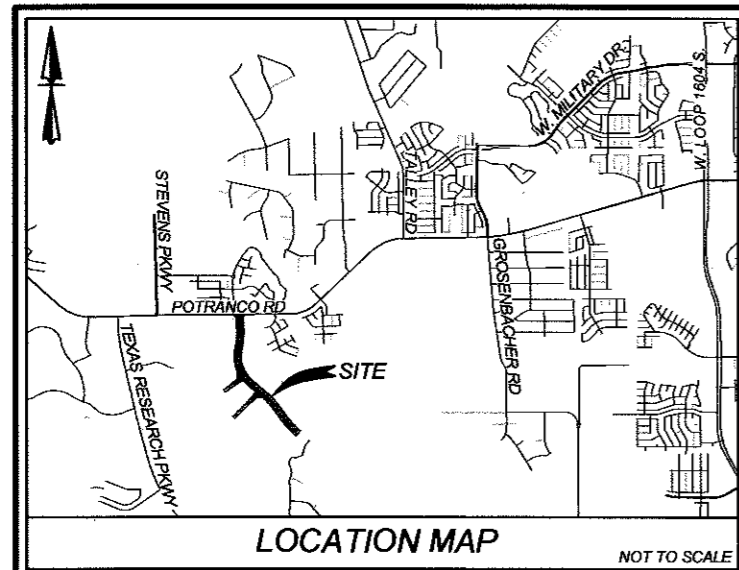 W. MILITARY DR.
W. LOOP 1604 S.
STEVENS PKWY
TALLEY RD
GROSENBACHER RD
POTRANCO RD
TEXAS RESEARCH PKWY
SITE
LOCATION MAP
NOT TO SCALE